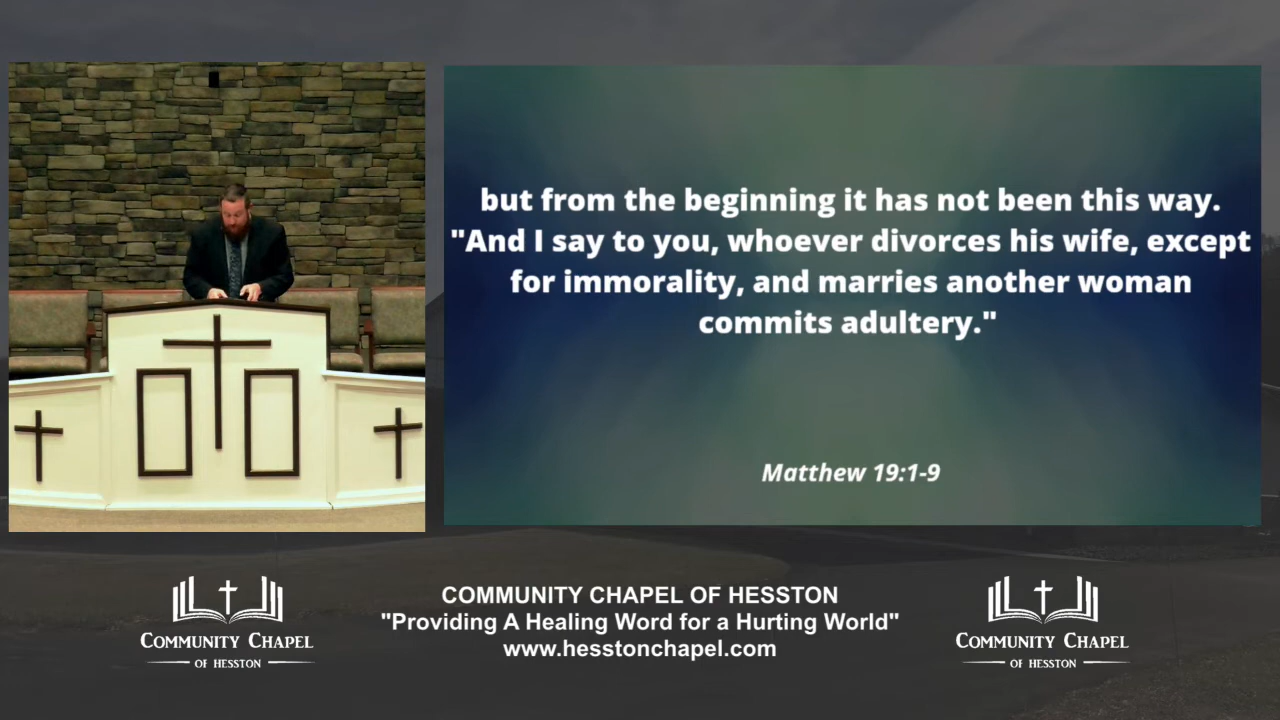 but from the beginning it has not been this way.
"And I say to you, whoever divorces his wife, except
for immorality, and marries another woman
commits adultery."
Matthew 19:1-9
COMMUNITY CHAPEL
OF HESSTON
COMMUNITY CHAPEL OF HESSTON
"Providing A Healing Word for a Hurting World"
www.hesstonchapel.com
COMMUNITY CHAPEL
OF HESSTON